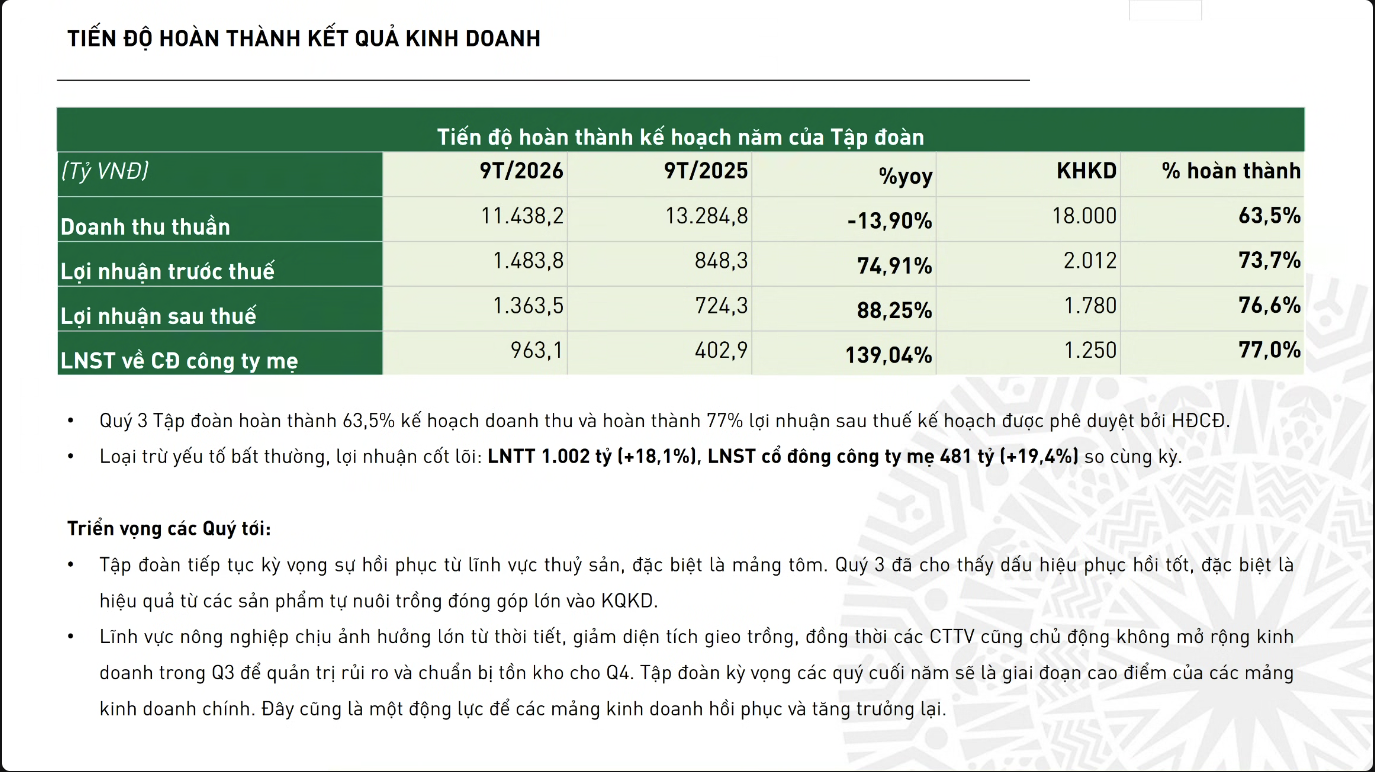 TIẾN ĐỘ HOÀN THÀNH KẾT QUẢ KINH DOANH
Tiến độ hoàn thành kế hoạch năm của Tập đoàn
(Tỷ VNĐ) 9T/2026 9T/2025 %yoy KHKD % hoàn thành
Doanh thu thuần 11.438,2 13.284,8 -13,90% 18.000 63,5%
Lợi nhuận trước thuế 1.483,8 848,3 74,91% 2.012 73,7%
Lợi nhuận sau thuế 1.363,5 724,3 88,25% 1.780 76,6%
LNST về CĐ công ty mẹ 963,1 402,9 139,04% 1.250 77,0%
• Quý 3 Tập đoàn hoàn thành 63,5% kế hoạch doanh thu và hoàn thành 77% lợi nhuận sau thuế kế hoạch được phê duyệt bởi HĐCĐ.
• Loại trừ yếu tố bất thường, lợi nhuận cốt lõi: LNTT 1.002 tỷ (+18,1%), LNST cổ đông công ty mẹ 481 tỷ (+19,4%) so cùng kỳ.
Triển vọng các Quý tới:
• Tập đoàn tiếp tục kỳ vọng sự hồi phục từ lĩnh vực thuỷ sản, đặc biệt là mảng tôm. Quý 3 đã cho thấy dấu hiệu phục hồi tốt, đặc biệt là
hiệu quả từ các sản phẩm tự nuôi trồng đóng góp lớn vào KQKD.
• Lĩnh vực nông nghiệp chịu ảnh hưởng lớn từ thời tiết, giảm diện tích gieo trồng, đồng thời các CTTV cũng chủ động không mở rộng kinh
doanh trong Q3 để quản trị rủi ro và chuẩn bị tồn kho cho Q4. Tập đoàn kỳ vọng các quý cuối năm sẽ là giai đoạn cao điểm của các mảng
kinh doanh chính. Đây cũng là một động lực để các mảng kinh doanh hồi phục và tăng trưởng lại.